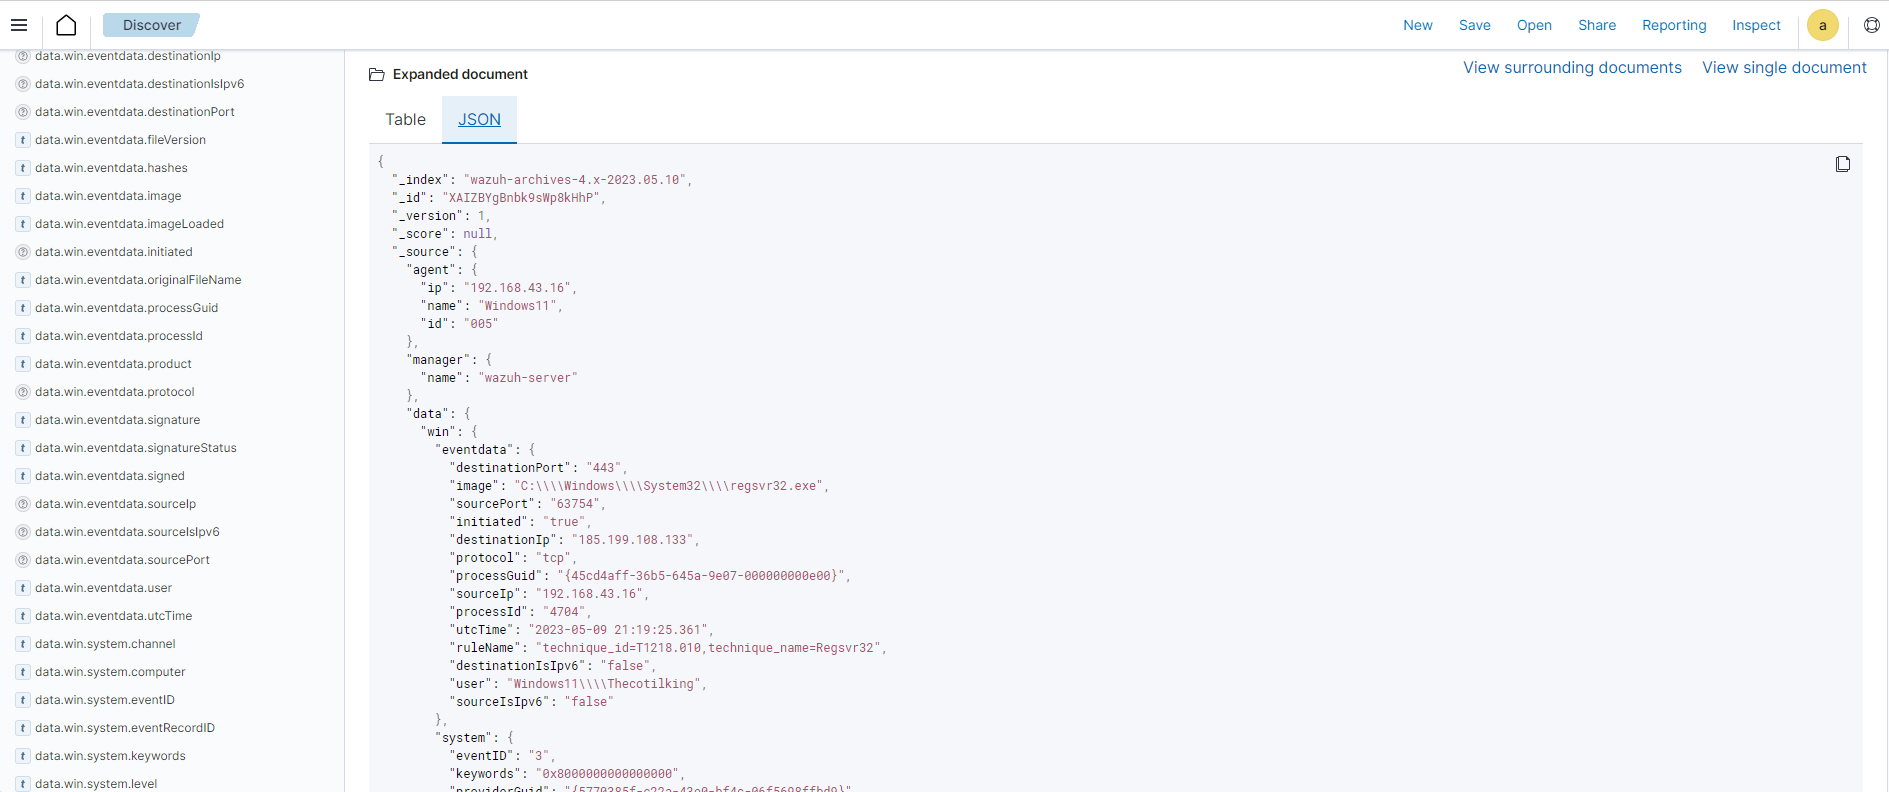 Discover
New Save Open Share Reporting Inspect a
data.win.eventdata.destinationIp
data.win.eventdata.destinationIsIpv6
data.win.eventdata.destinationPort
t data.win.eventdata.fileVersion
t data.win.eventdata.hashes
t data.win.eventdata.image
t data.win.eventdata.imageLoaded
data.win.eventdata.initiated
t data.win.eventdata.originalFileName
t data.win.eventdata.processGuid
t data.win.eventdata.processId
t data.win.eventdata.product
data.win.eventdata.protocol
t data.win.eventdata.signature
t data.win.eventdata.signatureStatus
t data.win.eventdata.signed
data.win.eventdata.sourceIp
data.win.eventdata.sourceIsIpv6
data.win.eventdata.sourcePort
t data.win.eventdata.user
t data.win.eventdata.utcTime
t data.win.system.channel
t data.win.system.computer
t data.win.system.eventID
t data.win.system.eventRecordID
t data.win.system.keywords
t data.win.system.level
Expanded document
View surrounding documents View single document
Table JSON
{
"_index": "wazuh-archives-4.x-2023.05.10",
"_id": "XAIZBYgBnbk9sWp8kHhP",
"_version": 1,
"_score": null,
"_source": {
"agent": {
"ip": "192.168.43.16",
"name": "Windows11",
"id": "005"
},
"manager": {
"name": "wazuh-server"
},
"data": {
"win": {
"eventdata": {
"destinationPort": "443",
"image": "C:\\\\Windows\\\\System32\\\\regsvr32.exe",
"sourcePort": "63754",
"initiated": "true",
"destinationIp": "185.199.108.133",
"protocol": "tcp",
"processGuid": "{45cd4aff-36b5-645a-9e07-000000000e00}",
"sourceIp": "192.168.43.16",
"processId": "4704",
"utcTime": "2023-05-09 21:19:25.361",
"ruleName": "technique_id=T1218.010,technique_name=Regsvr32",
"destinationIsIpv6": "false",
"user": "Windows11\\\\Thecotilking",
"sourceIsIpv6": "false"
},
"system": {
"eventID": "3",
"keywords": "0x8000000000000000",
"providerGuid": "{5770385f-c22a-43e0-bf4c-06f5698ffbd9}"